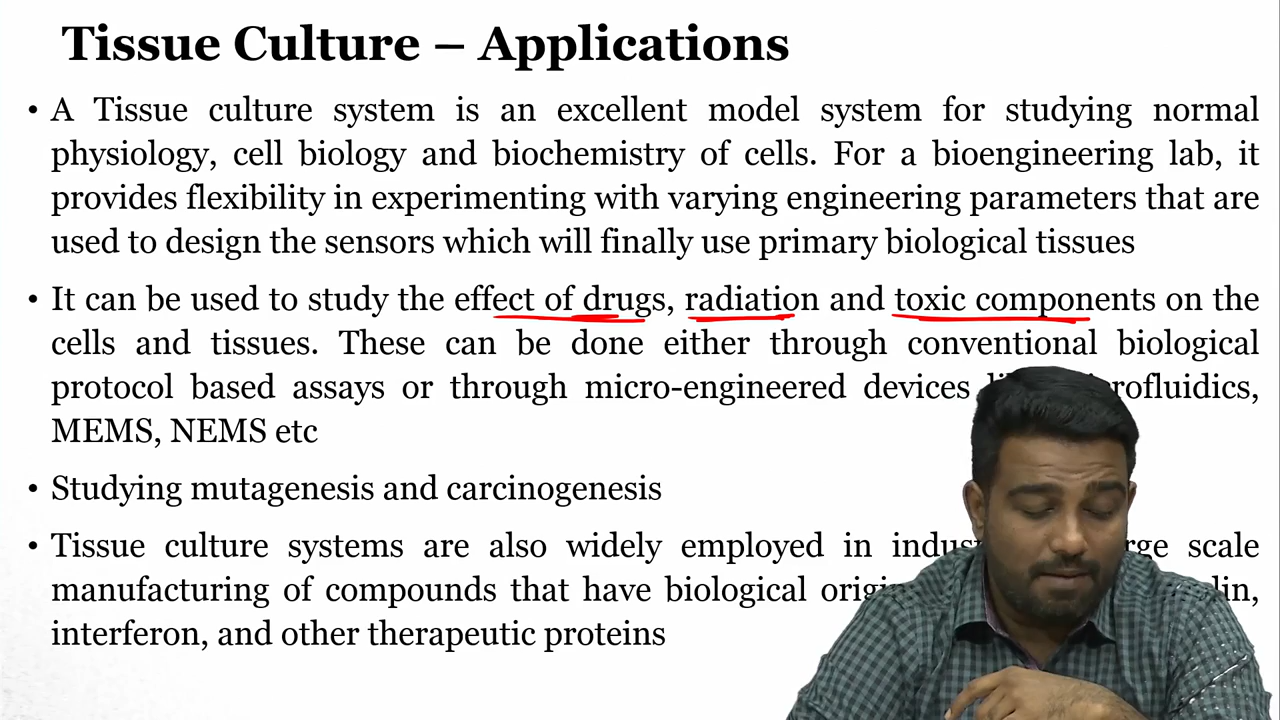 Tissue Culture – Applications
• A Tissue culture system is an excellent model system for studying normal
physiology, cell biology and biochemistry of cells. For a bioengineering lab, it
provides flexibility in experimenting with varying engineering parameters that are
used to design the sensors which will finally use primary biological tissues
• It can be used to study the effect of drugs, radiation and toxic components on the
cells and tissues. These can be done either through conventional biological
protocol based assays or through micro-engineered devices
MEMS, NEMS etc
• Studying mutagenesis and carcinogenesis
• Tissue culture systems are also widely employed in scale
manufacturing of compounds that have biological
interferon, and other therapeutic proteins